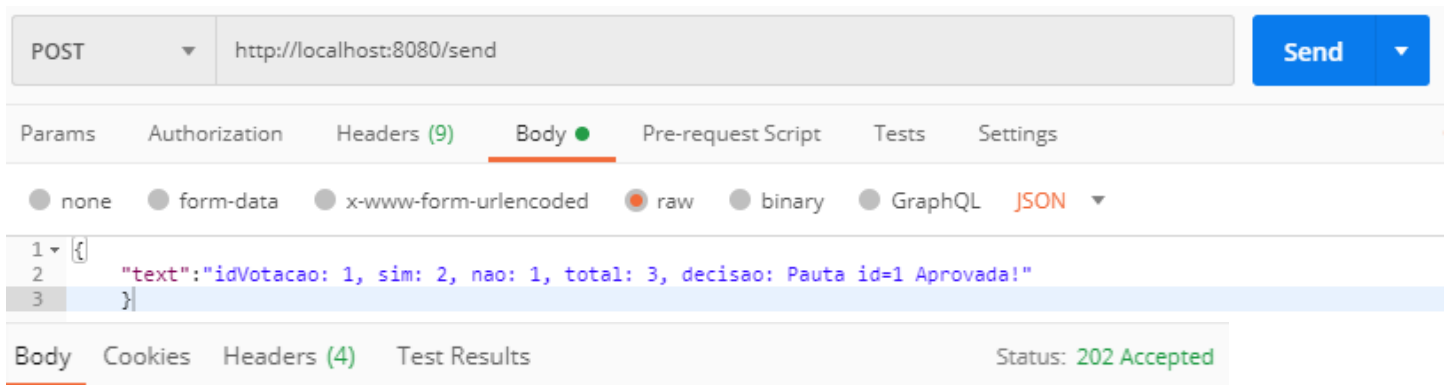 POST http://localhost:8080/send Send
Params Authorization Headers (9) Body Pre-request Script Tests Settings
none form-data x-www-form-urlencoded raw binary GraphQL JSON
1 {
2 "text":"idVotacao: 1, sim: 2, nao: 1, total: 3, decisao: Pauta id=1 Aprovada!"
3 }
Body Cookies Headers (4) Test Results Status: 202 Accepted